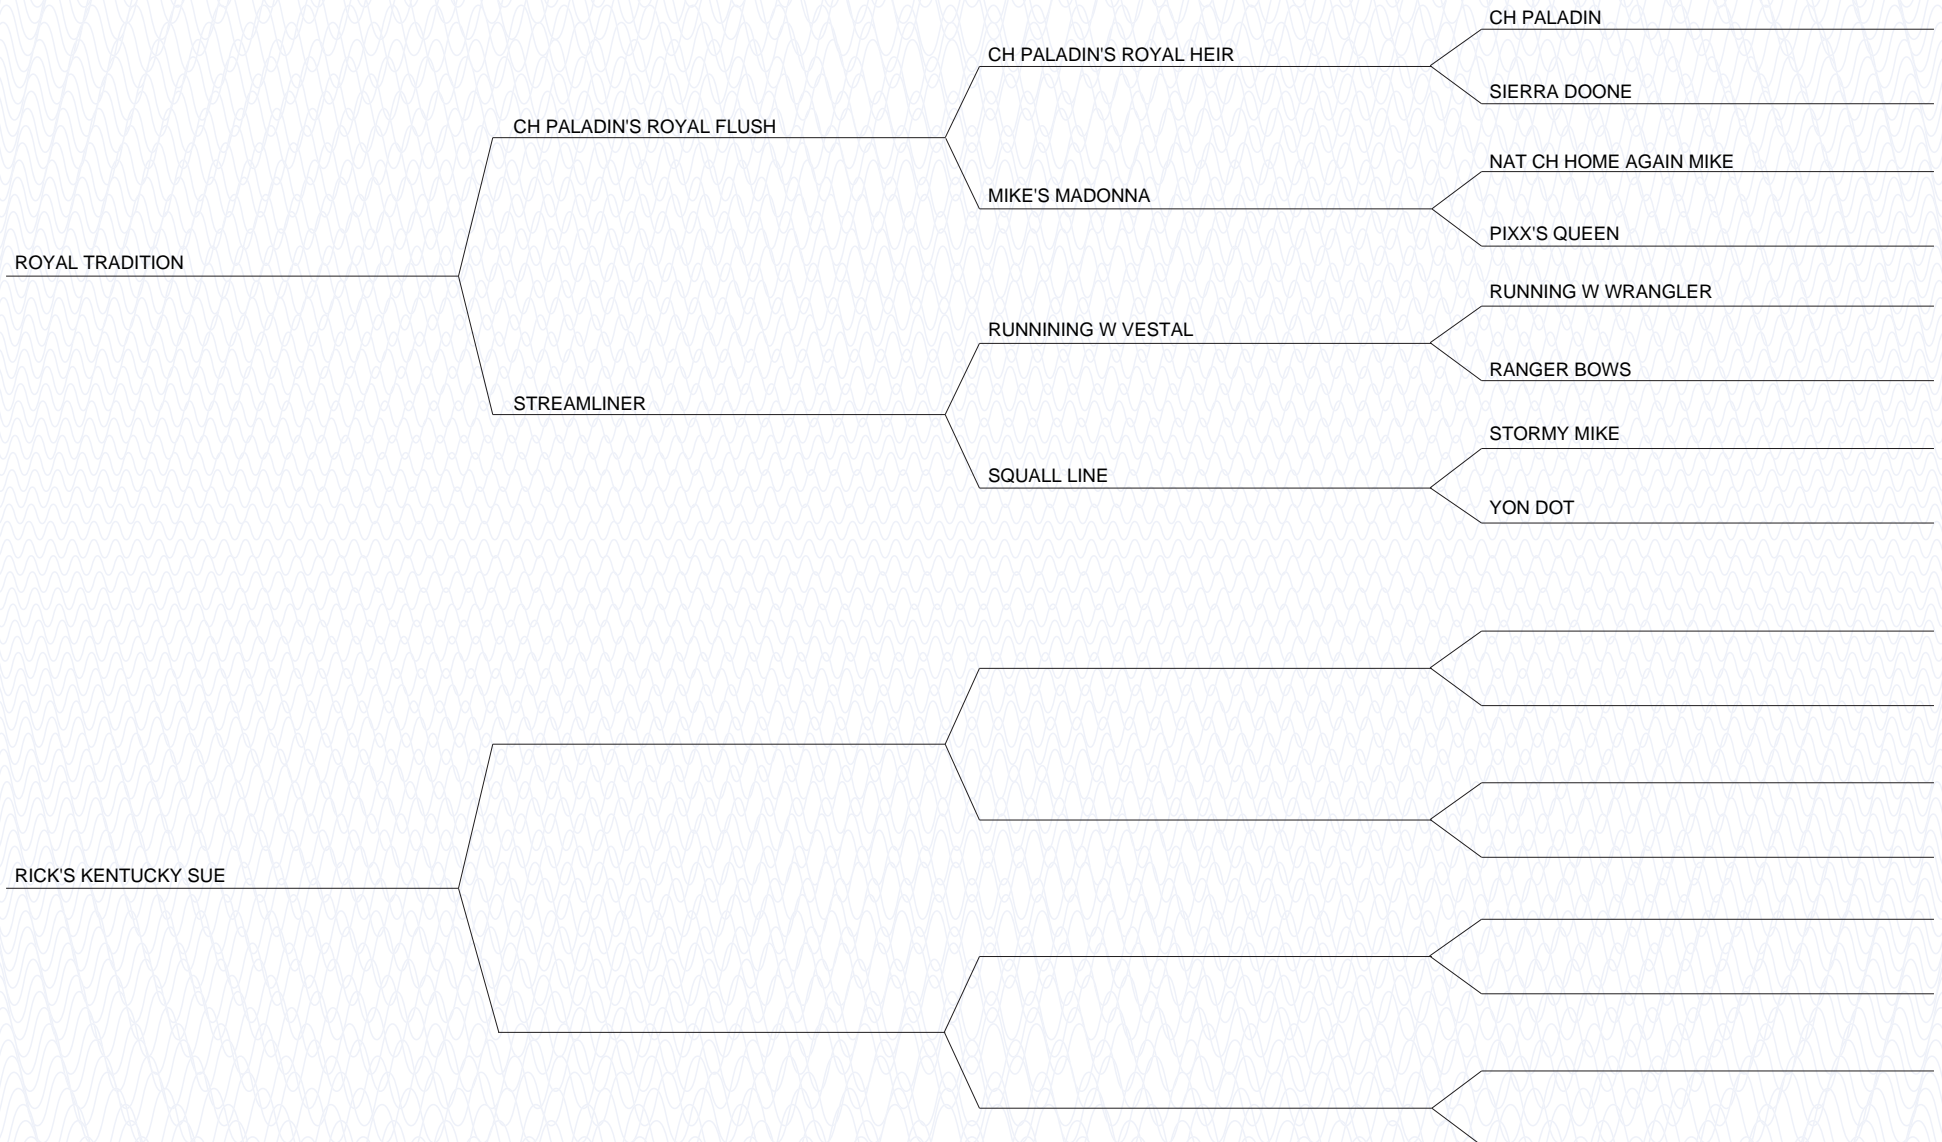 CH PALADIN
CH PALADIN'S ROYAL HEIR
SIERRA DOONE
CH PALADIN'S ROYAL FLUSH
NAT CH HOME AGAIN MIKE
MIKE'S MADONNA
PIXX'S QUEEN
ROYAL TRADITION
RUNNING W WRANGLER
RUNNINING W VESTAL
RANGER BOWS
STREAMLINER
STORMY MIKE
SQUALL LINE
YON DOT
RICK'S KENTUCKY SUE